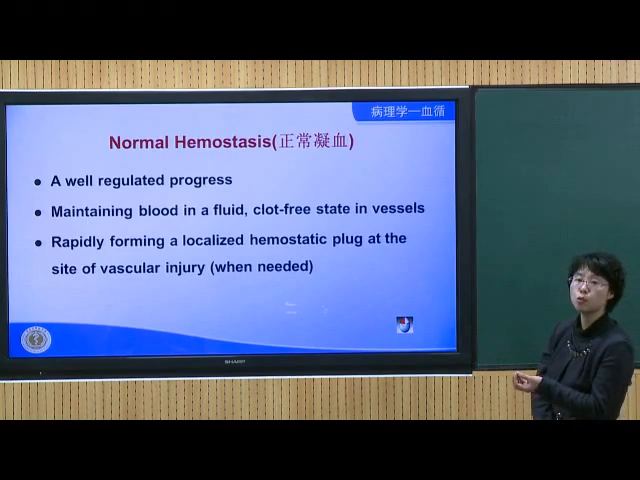 病理学—血循
Normal Hemostasis(正常凝血)
● A well regulated progress
● Maintaining blood in a fluid, clot-free state in vessels
● Rapidly forming a localized hemostatic plug at the
site of vascular injury (when needed)
SHARP